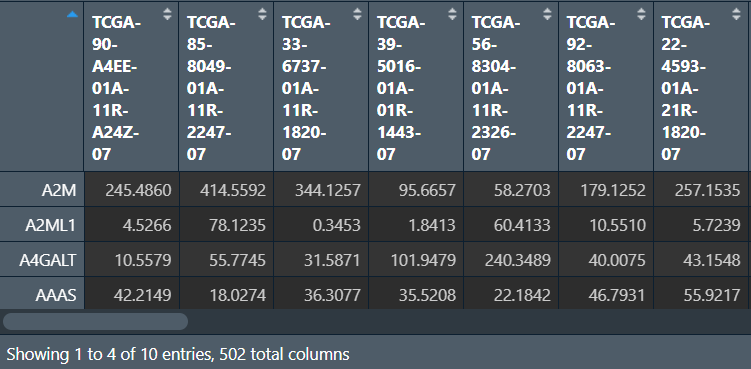 TCGA- TCGA- TCGA- TCGA- TCGA- TCGA- TCGA-
90- 85- 33- 39- 56- 92- 22-
A4EE- 8049- 6737- 5016- 8304- 8063- 4593-
01A- 01A- 01A- 01A- 01A- 01A- 01A-
11R- 11R- 11R- 01R- 11R- 11R- 21R-
A24Z- 2247- 1820- 1443- 2326- 2247- 1820-
07 07 07 07 07 07 07
A2M 245.4860 414.5592 344.1257 95.6657 58.2703 179.1252 257.1535
A2ML1 4.5266 78.1235 0.3453 1.8413 60.4133 10.5510 5.7239
A4GALT 10.5579 55.7745 31.5871 101.9479 240.3489 40.0075 43.1548
AAAS 42.2149 18.0274 36.3077 35.5208 22.1842 46.7931 55.9217
Showing 1 to 4 of 10 entries, 502 total columns